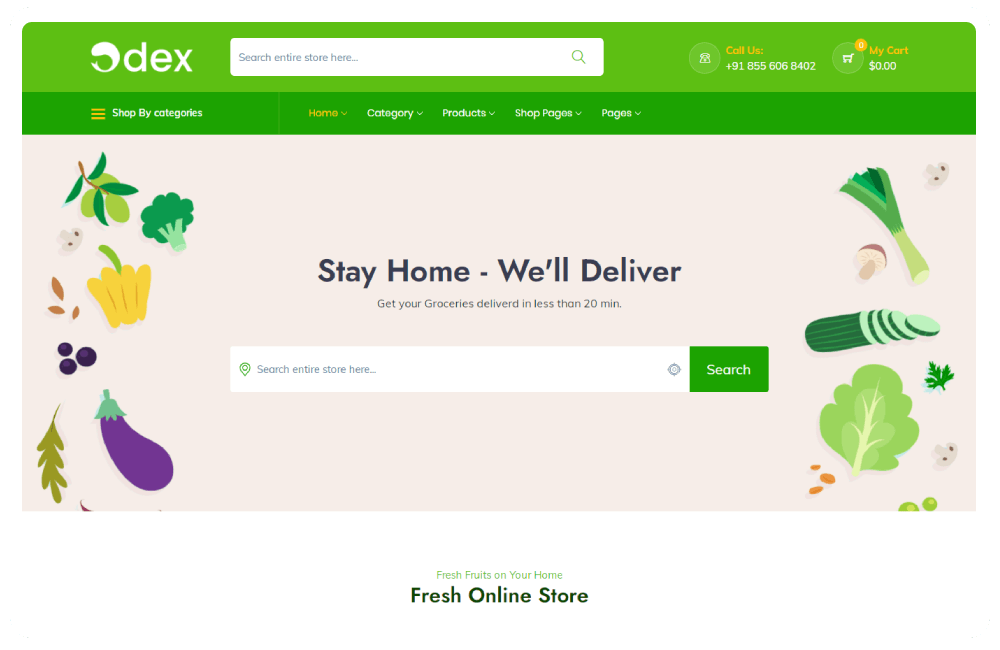 Odex
Search entire store here...
Call Us:
+91 855 606 8402
0
My Cart
$0.00
Shop By categories
Home
Category
Products
Shop Pages
Pages
Stay Home - We'll Deliver
Get your Groceries deliverd in less than 20 min.
Search entire store here...
Search
Fresh Fruits on Your Home
Fresh Online Store